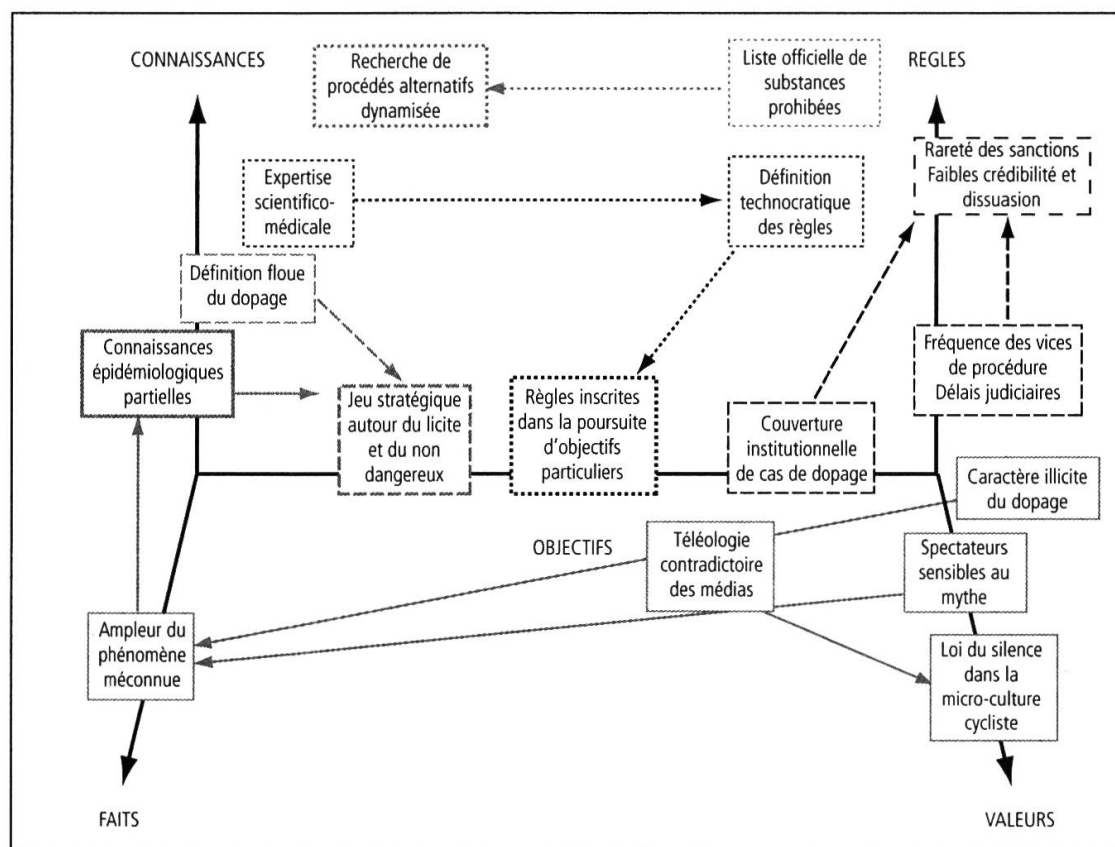 CONNAISSANCES
Recherche de
procédés alternatifs
dynamisée
Liste officielle de
substances
prohibées
REGLES
Rareté des sanctions
Faibles crédibilité et
dissuasion
Expertise
scientifico-
médicale
Définition
technocratique
des règles
Définition floue
du dopage
Connaissances
épidémiologiques
partielles
Jeu stratégique
autour du licite
et du non
dangereux
Règles inscrites
dans la poursuite
d'objectifs
particuliers
Couverture
institutionnelle
de cas de dopage
Fréquence des vices
de procédure
Délais judiciaires
Caractère illicite
du dopage
OBJECTIFS
Téléologie
contradictoire
des médias
Spectateurs
sensibles au
mythe
Ampleur du
phénomène
méconnue
Loi du silence
dans la
micro-culture
cycliste
FAITS
VALEURS